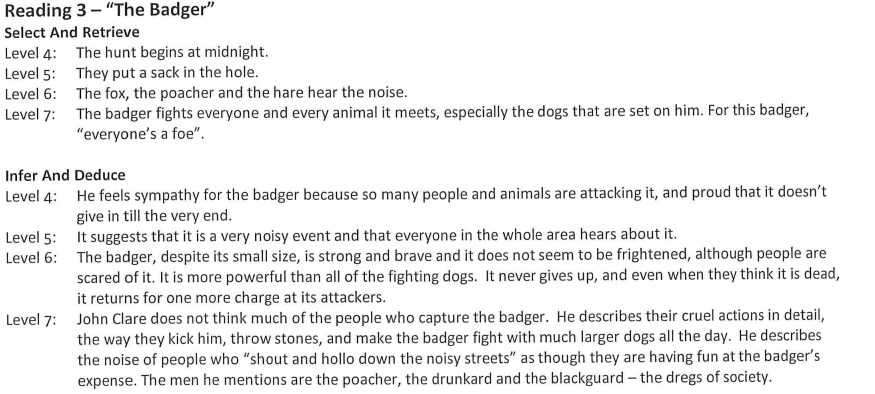 Reading 3 – "The Badger"
Select And Retrieve
Level 4: The hunt begins at midnight.
Level 5: They put a sack in the hole.
Level 6: The fox, the poacher and the hare hear the noise.
Level 7: The badger fights everyone and every animal it meets, especially the dogs that are set on him. For this badger,
"everyone's a foe".
Infer And Deduce
Level 4: He feels sympathy for the badger because so many people and animals are attacking it, and proud that it doesn't
give in till the very end.
Level 5: It suggests that it is a very noisy event and that everyone in the whole area hears about it.
Level 6: The badger, despite its small size, is strong and brave and it does not seem to be frightened, although people are
scared of it. It is more powerful than all of the fighting dogs. It never gives up, and even when they think it is dead,
it returns for one more charge at its attackers.
Level 7: John Clare does not think much of the people who capture the badger. He describes their cruel actions in detail,
the way they kick him, throw stones, and make the badger fight with much larger dogs all the day. He describes
the noise of people who "shout and hollo down the noisy streets" as though they are having fun at the badger's
expense. The men he mentions are the poacher, the drunkard and the blackguard – the dregs of society.